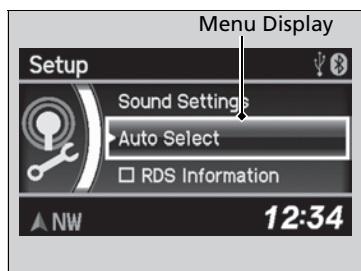 Menu Display
Setup
Sound Settings
Auto Select
RDS Information
NW
12:34